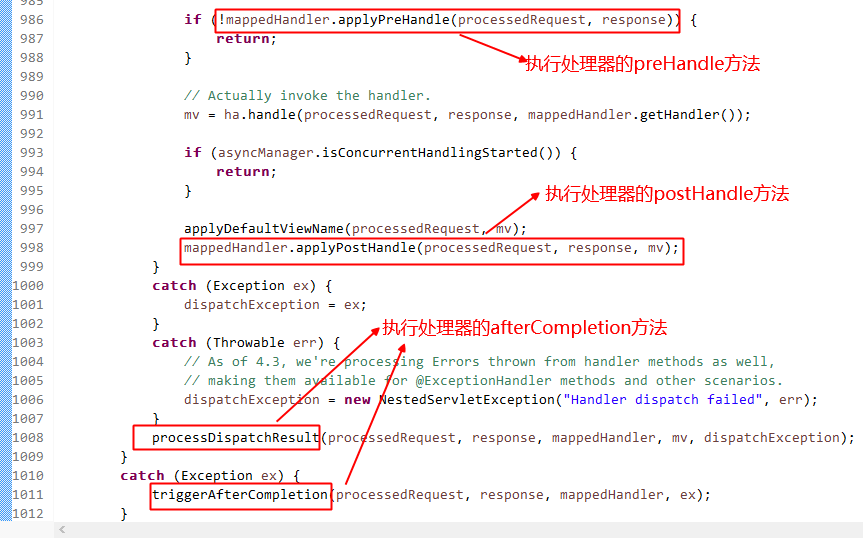 985
986 if (!mappedHandler.applyPreHandle(processedRequest, response)) {
987 return;
988 }
执行处理器的preHandle方法
989
990 // Actually invoke the handler.
991 mv = ha.handle(processedRequest, response, mappedHandler.getHandler());
992
993 if (asyncManager.isConcurrentHandlingStarted()) {
994 return;
995 }
执行处理器的postHandle方法
996
997 applyDefaultViewName(processedRequest, mv);
998 mappedHandler.applyPostHandle(processedRequest, response, mv);
999 }
1000 catch (Exception ex) {
1001 dispatchException = ex;
1002 }
执行处理器的afterCompletion方法
1003 catch (Throwable err) {
1004 // As of 4.3, we're processing Errors thrown from handler methods as well,
1005 // making them available for @ExceptionHandler methods and other scenarios.
1006 dispatchException = new NestedServletException("Handler dispatch failed", err);
1007 }
1008 processDispatchResult(processedRequest, response, mappedHandler, mv, dispatchException);
1009 }
1010 catch (Exception ex) {
1011 triggerAfterCompletion(processedRequest, response, mappedHandler, ex);
1012 }